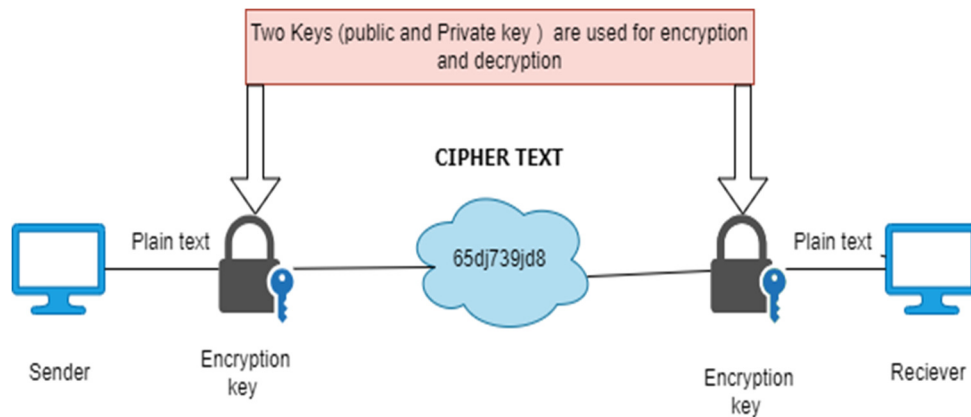 Two Keys (public and Private key )  are used for encryption
and decryption
CIPHER TEXT
Plain text
65dj739jd8
Plain text
Sender
Encryption
key
Encryption
key
Reciever